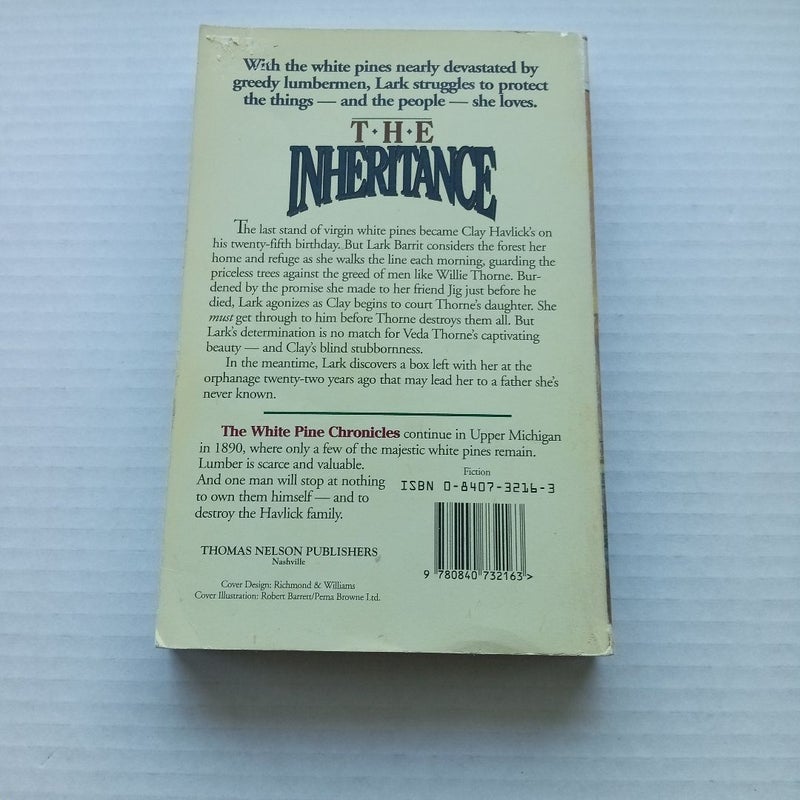 With the white pines nearly devastated by
greedy lumbermen, Lark struggles to protect
the things — and the people — she loves.
T·H·E
INHERITANCE
The last stand of virgin white pines became Clay Havlick's on
his twenty-fifth birthday. But Lark Barrit considers the forest her
home and refuge as she walks the line each morning, guarding the
priceless trees against the greed of men like Willie Thorne. Bur-
dened by the promise she made to her friend Jig just before he
died, Lark agonizes as Clay begins to court Thorne's daughter. She
must get through to him before Thorne destroys them all. But
Lark's determination is no match for Veda Thorne's captivating
beauty — and Clay's blind stubbornness.
In the meantime, Lark discovers a box left with her at the
orphanage twenty-two years ago that may lead her to a father she's
never known.
The White Pine Chronicles continue in Upper Michigan
in 1890, where only a few of the majestic white pines remain.
Lumber is scarce and valuable.
And one man will stop at nothing
to own them himself — and to
destroy the Havlick family.
Fiction
ISBN 0-8407-3216-3
9 780840 732163 >
THOMAS NELSON PUBLISHERS
Nashville
Cover Design: Richmond & Williams
Cover Illustration: Robert Barrett/Perna Browne Ltd.